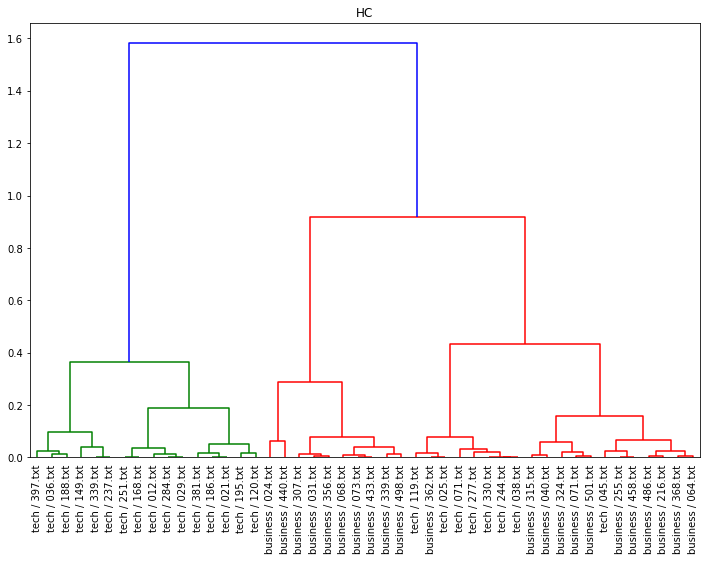 HC
1.6
1.4
1.2
1.0
0.8
0.6
0.4
0.2
0.0
tech / 397.txt
tech / 036.txt
tech / 188.txt
tech / 149.txt
tech / 339.txt
tech / 237.txt
tech / 251.txt
tech / 168.txt
tech / 012.txt
tech / 284.txt
tech / 029.txt
tech / 381.txt
tech / 186.txt
tech / 021.txt
tech / 195.txt
tech / 120.txt
business / 024.txt
business / 440.txt
business / 307.txt
business / 031.txt
business / 356.txt
business / 068.txt
business / 073.txt
business / 433.txt
business / 339.txt
business / 498.txt
tech / 119.txt
business / 362.txt
tech / 025.txt
tech / 071.txt
tech / 277.txt
tech / 330.txt
tech / 244.txt
tech / 038.txt
business / 315.txt
business / 040.txt
business / 324.txt
business / 071.txt
business / 501.txt
tech / 045.txt
business / 255.txt
business / 458.txt
business / 486.txt
business / 216.txt
business / 368.txt
business / 064.txt